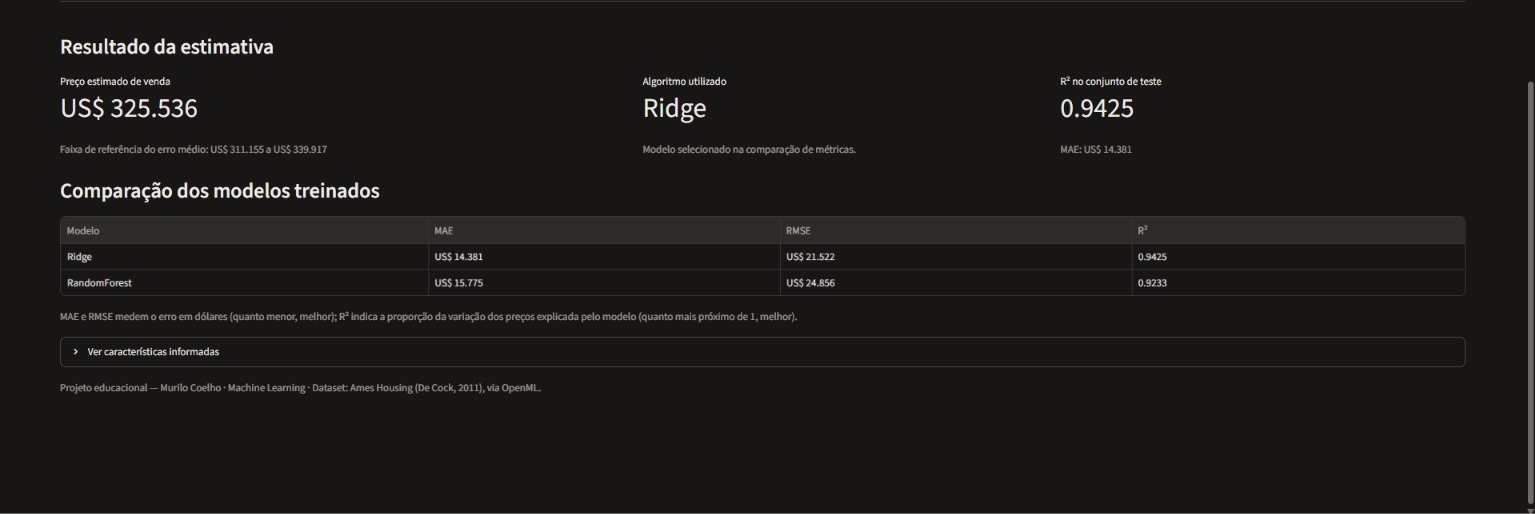 Resultado da estimativa
Preço estimado de venda
US$ 325.536
Faixa de referência do erro médio: US$ 311.155 a US$ 339.917
Algoritmo utilizado
Ridge
Modelo selecionado na comparação de métricas.
R² no conjunto de teste
0.9425
MAE: US$ 14.381
Comparação dos modelos treinados
Modelo MAE RMSE R²
Ridge US$ 14.381 US$ 21.522 0.9425
RandomForest US$ 15.775 US$ 24.856 0.9233
MAE e RMSE medem o erro em dólares (quanto menor, melhor); R² indica a proporção da variação dos preços explicada pelo modelo (quanto mais próximo de 1, melhor).
Ver características informadas
Projeto educacional — Murilo Coelho · Machine Learning · Dataset: Ames Housing (De Cock, 2011), via OpenML.